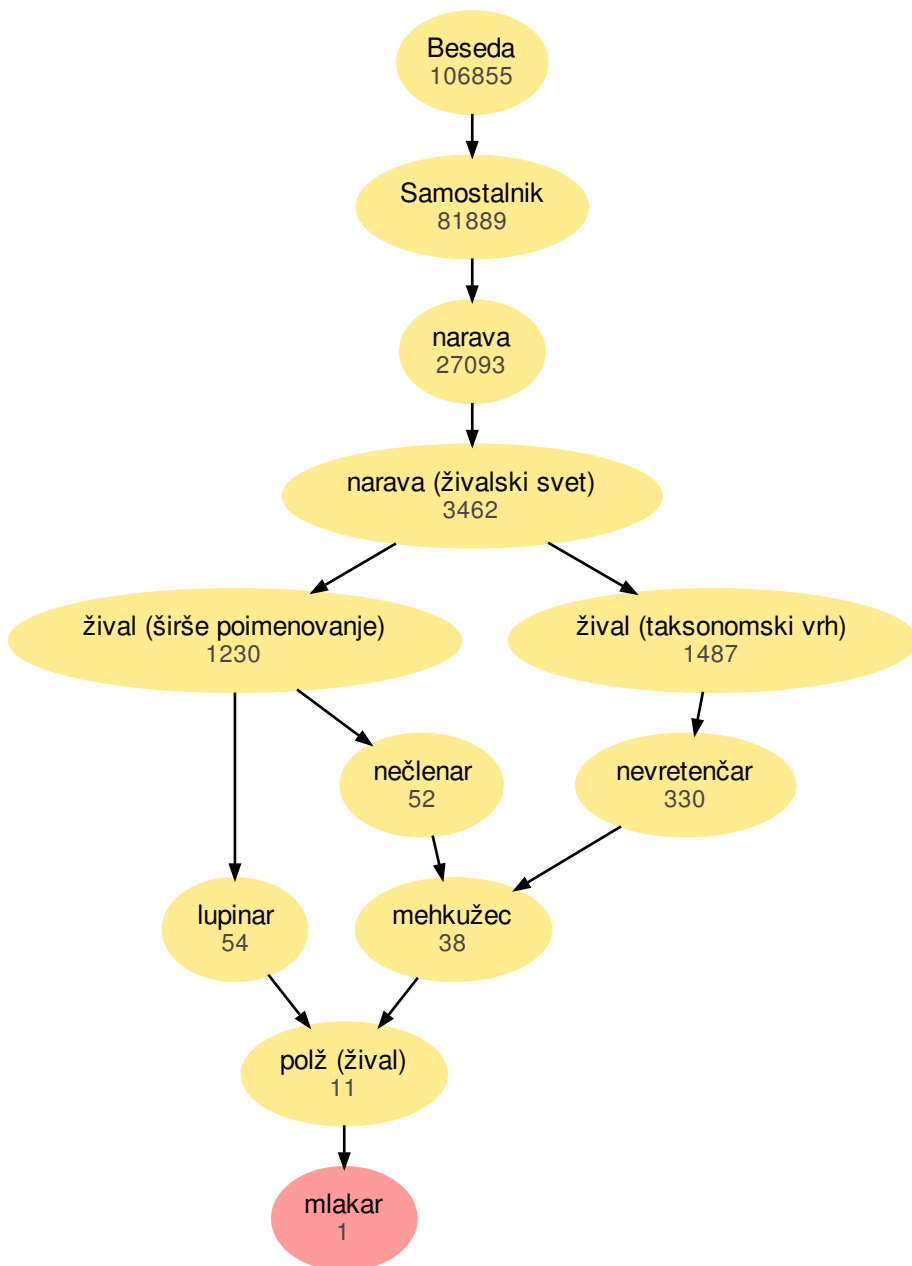 Beseda
106855
Samostalnik
81889
narava
27093
narava (živalski svet)
3462
žival (širše poimenovanje)
1230
žival (taksonomski vrh)
1487
nečlenar
52
nevretenčar
330
lupinar
54
mehkužec
38
polž (žival)
11
mlakar
1